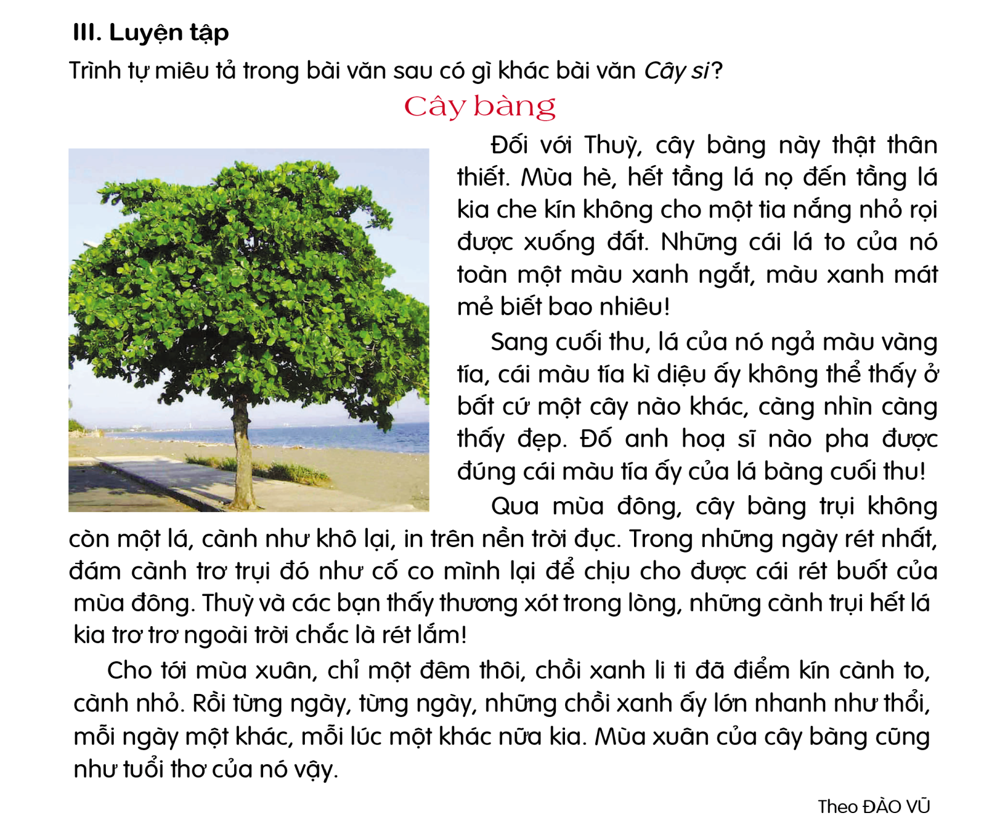 III. Luyện tập
Trình tự miêu tả trong bài văn sau có gì khác bài văn Cây si?
Cây bàng
Đối với Thuỳ, cây bàng này thật thân
thiết. Mùa hè, hết tầng lá nọ đến tầng lá
kia che kín không cho một tia nắng nhỏ rọi
được xuống đất. Những cái lá to của nó
toàn một màu xanh ngắt, màu xanh mát
mẻ biết bao nhiêu!
Sang cuối thu, lá của nó ngả màu vàng
tía, cái màu tía kì diệu ấy không thể thấy ở
bất cứ một cây nào khác, càng nhìn càng
thấy đẹp. Đố anh hoạ sĩ nào pha được
đúng cái màu tía ấy của lá bàng cuối thu!
Qua mùa đông, cây bàng trụi không
còn một lá, cành như khô lại, in trên nền trời đục. Trong những ngày rét nhất,
đám cành trơ trụi đó như cố co mình lại để chịu cho được cái rét buốt của
mùa đông. Thuỳ và các bạn thấy thương xót trong lòng, những cành trụi hết lá
kia trơ trơ ngoài trời chắc là rét lắm!
Cho tới mùa xuân, chỉ một đêm thôi, chồi xanh li ti đã điểm kín cành to,
cành nhỏ. Rồi từng ngày, từng ngày, những chồi xanh ấy lớn nhanh như thổi,
mỗi ngày một khác, mỗi lúc một khác nữa kia. Mùa xuân của cây bàng cũng
như tuổi thơ của nó vậy.
Theo ĐÀO VŨ